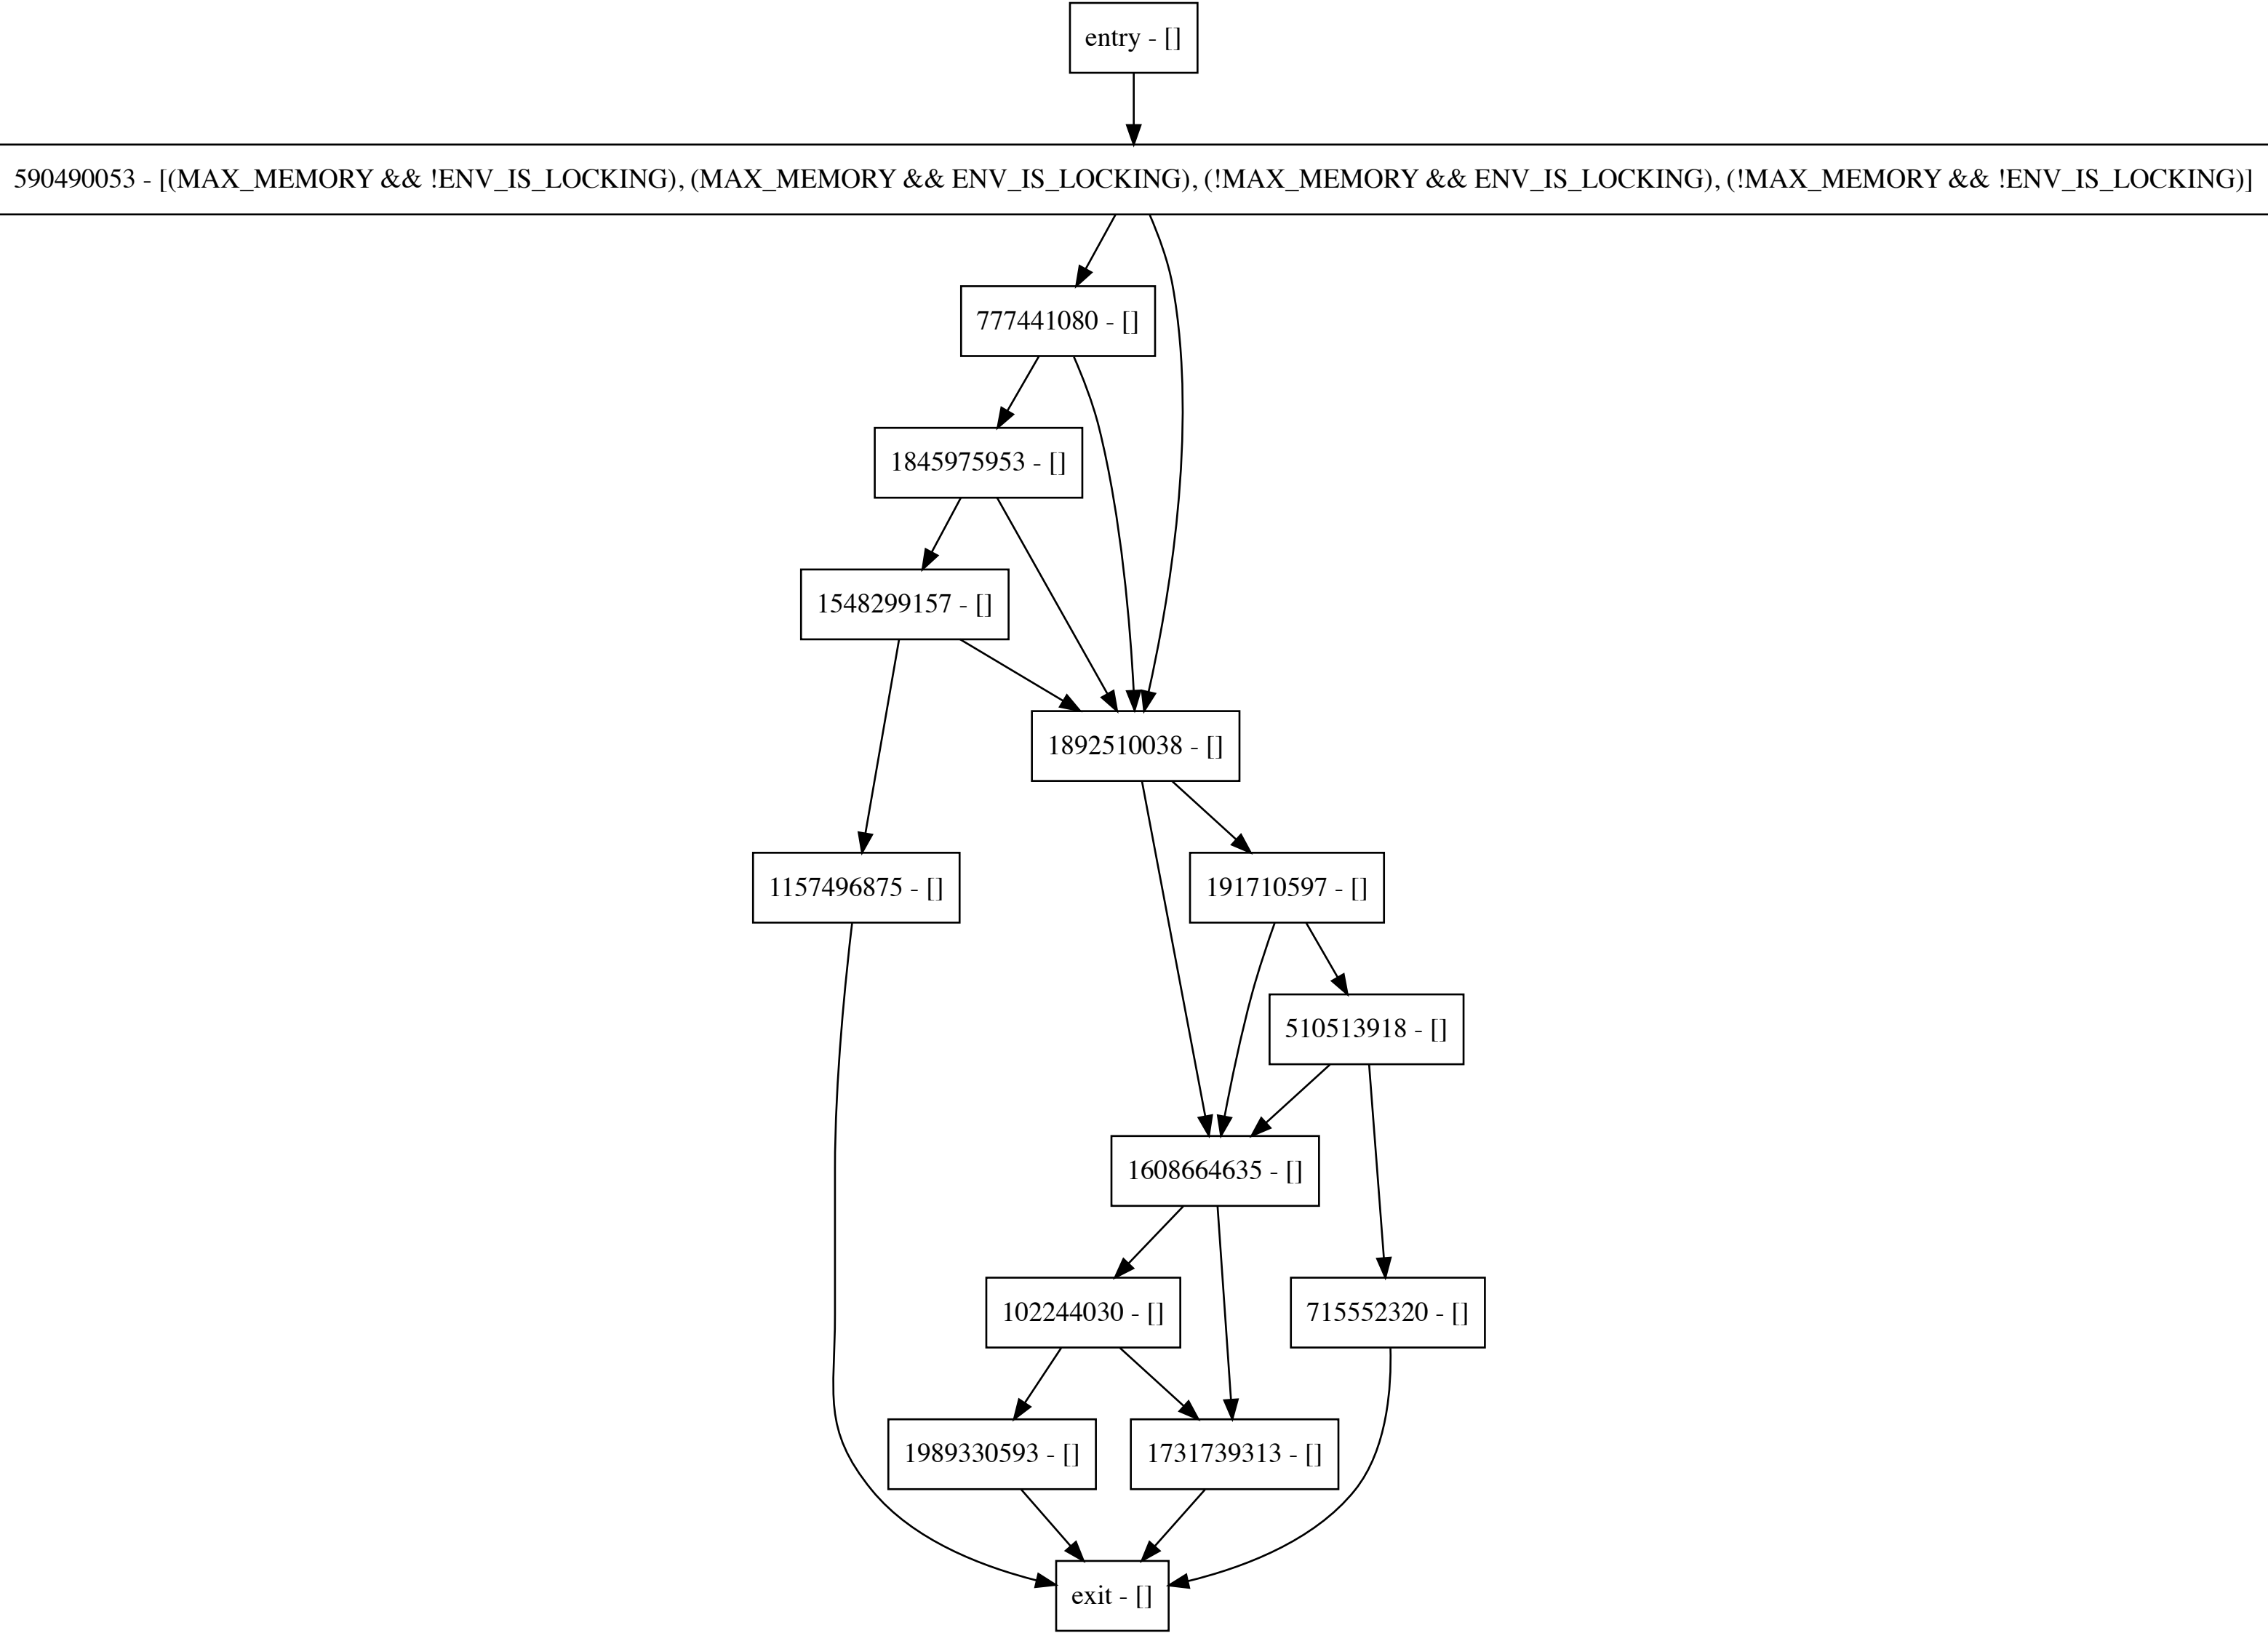 entry - []
590490053 - [(MAX_MEMORY && !ENV_IS_LOCKING), (MAX_MEMORY && ENV_IS_LOCKING), (!MAX_MEMORY && ENV_IS_LOCKING), (!MAX_MEMORY && !ENV_IS_LOCKING)]
777441080 - []
1845975953 - []
1548299157 - []
1892510038 - []
1157496875 - []
191710597 - []
510513918 - []
1608664635 - []
102244030 - []
715552320 - []
1989330593 - []
1731739313 - []
exit - []